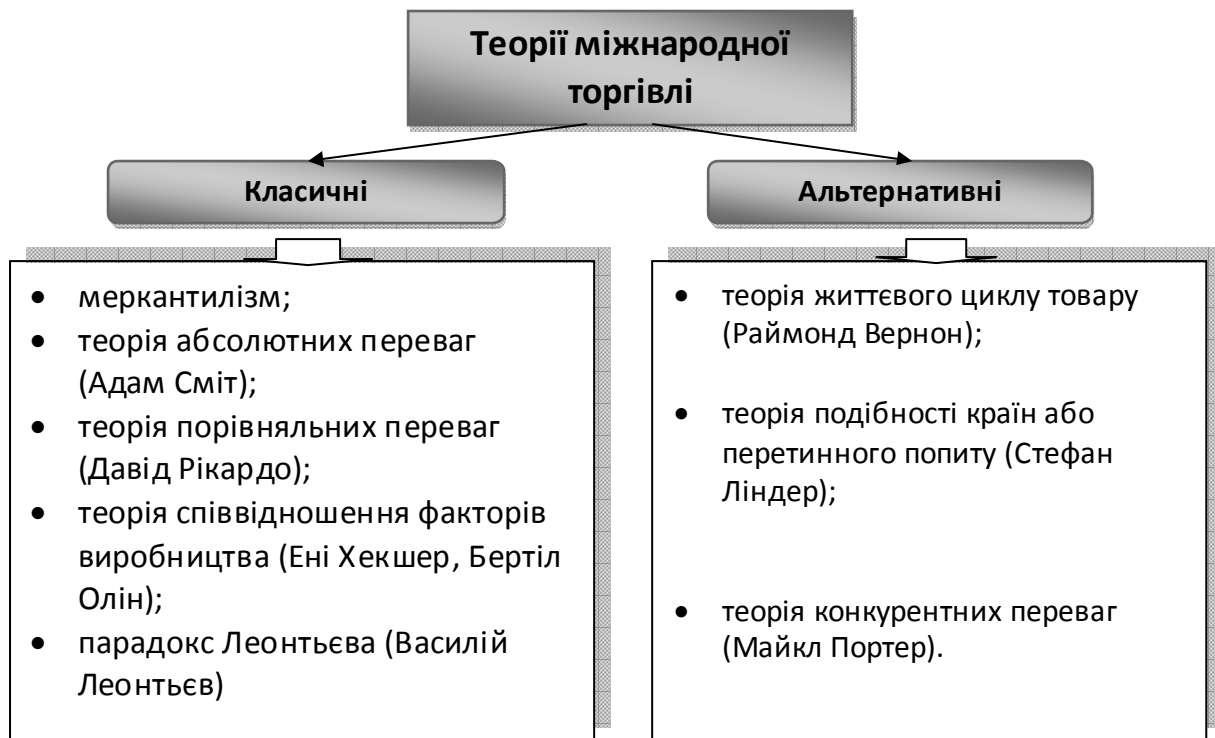 Теорії міжнародної
торгівлі
Класичні
• меркантилізм;
• теорія абсолютних переваг
(Адам Сміт);
• теорія порівняльних переваг
(Давід Рікардо);
• теорія співвідношення факторів
виробництва (Ені Хекшер, Бертіл
Олін);
• парадокс Леонтьєва (Василій
Леонтьєв)
Альтернативні
• теорія життєвого циклу товару
(Раймонд Вернон);
• теорія подібності країн або
перетинного попиту (Стефан
Ліндер);
• теорія конкурентних переваг
(Майкл Портер).